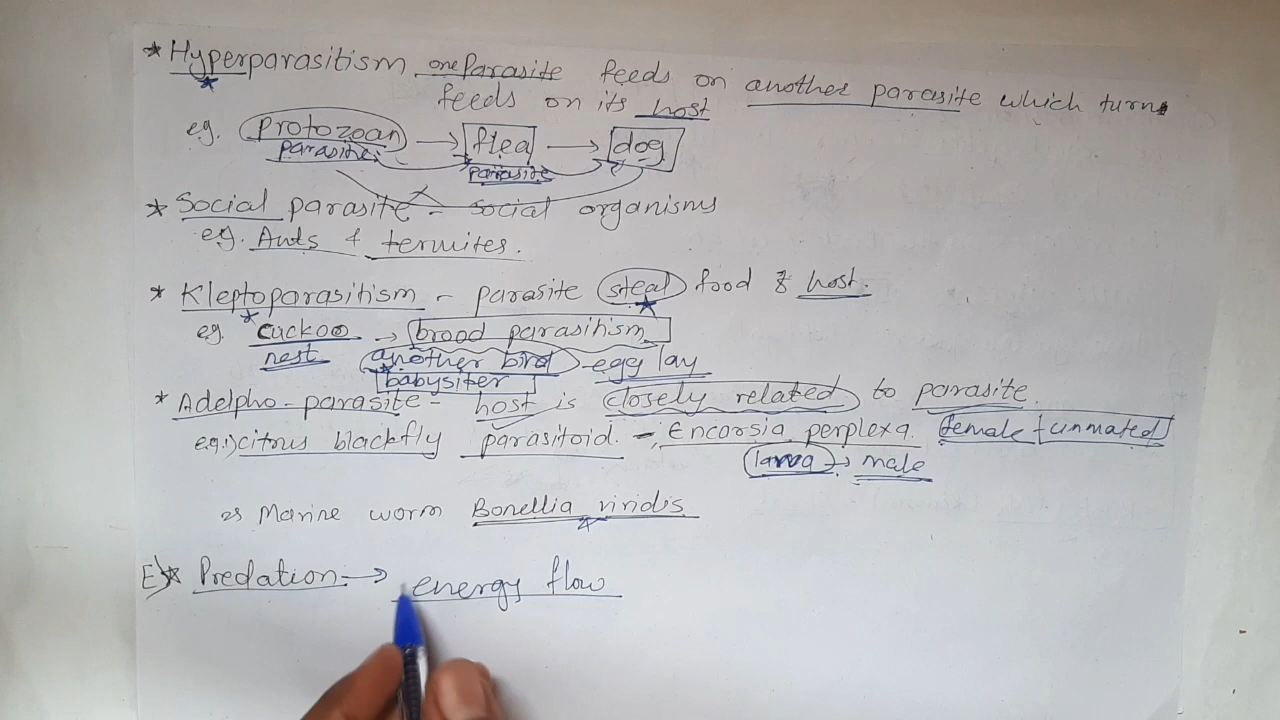 * Hyperparasitism one Parasite feeds on another parasite which turns
feeds on its host
eg. Protozoan → flea → dog
Parasite parasite
* Social parasite - social organisms
eg. Ants & termites.
* Kleptoparasitism - parasite steal food & host.
eg. Cuckoo → brood parasitism
nest another bird - egg lay
babysiter
* Adelpho-parasite - host is closely related to parasite.
eg. 1) citrus blackfly parasitoid. - Encarsia perplexa. female {unmated}
larva → male
2) Marine worm Bonellia viridis
E) * Predation → energy flow